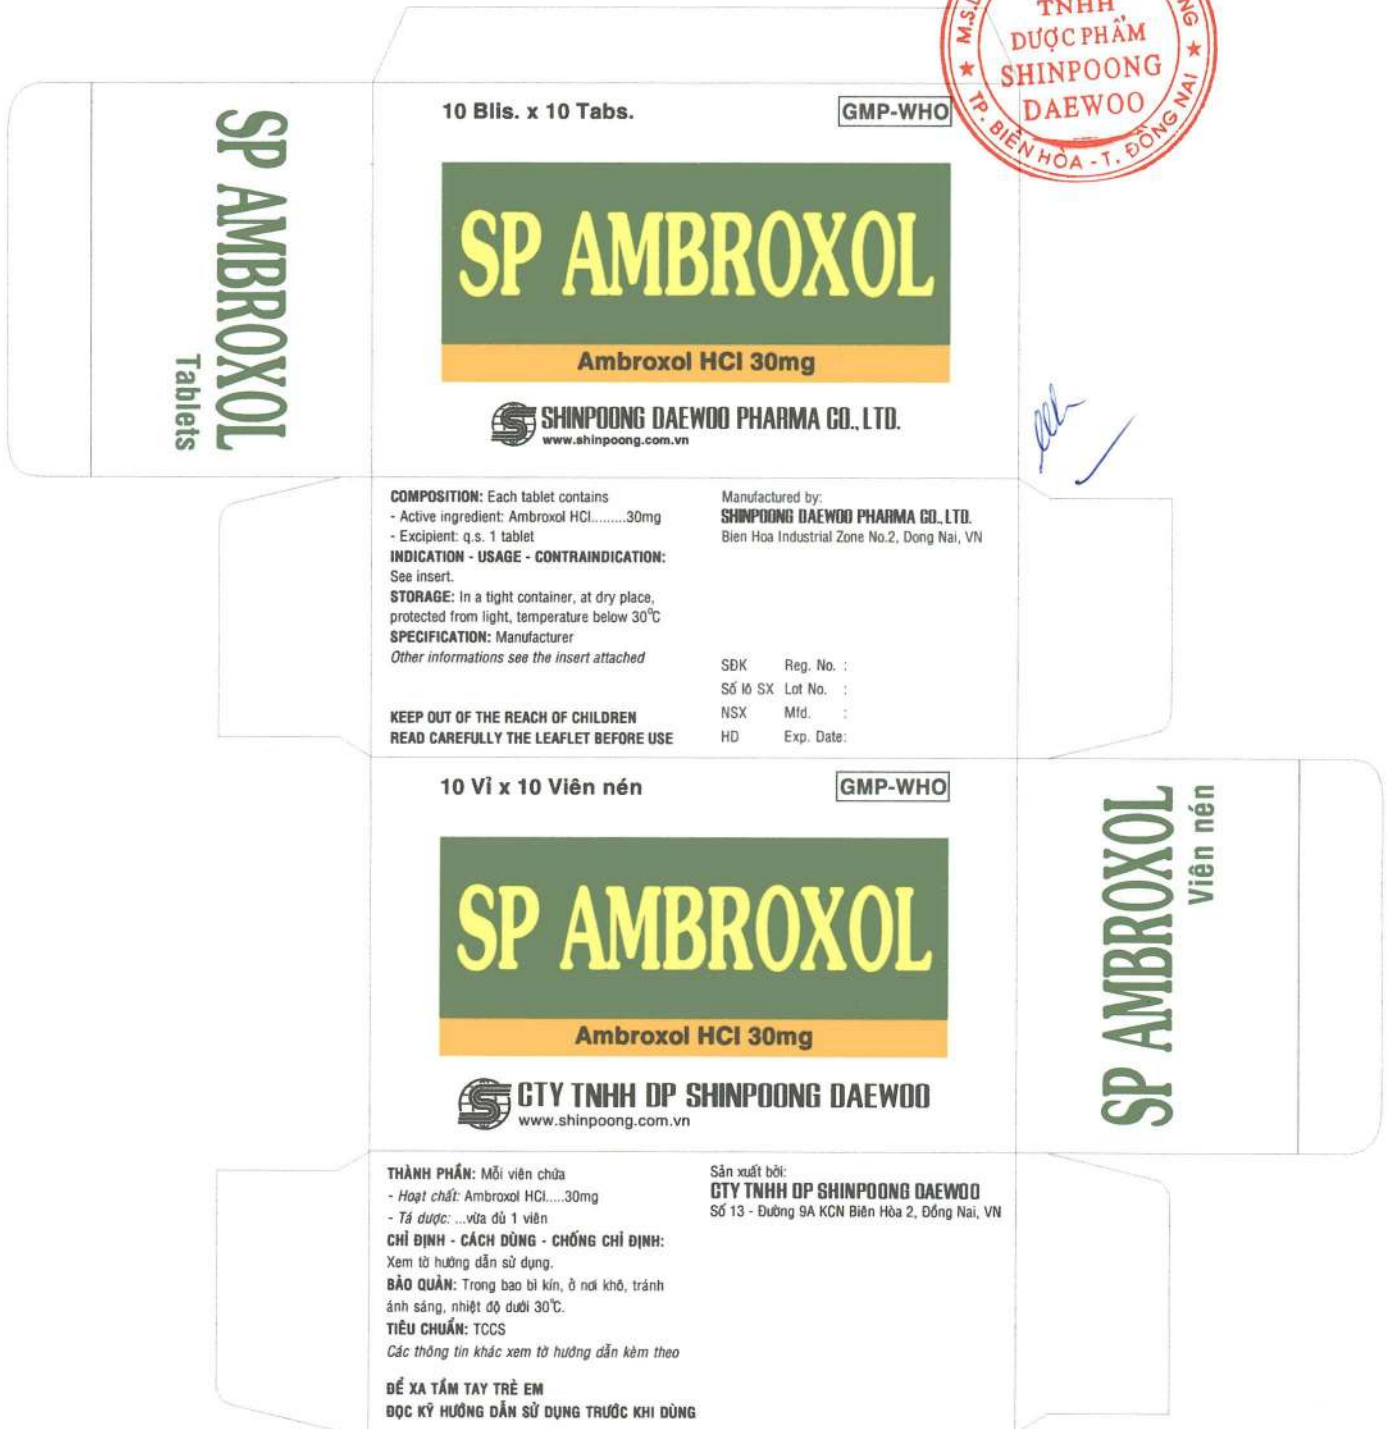 M.S.D
NG
TNHH
DƯỢC PHẨM
SHINPOONG
DAEWOO
★ TP. BIÊN HÒA - T. ĐỒNG NAI ★
10 Blis. x 10 Tabs.
GMP-WHO
SP AMBROXOL
Tablets
SP AMBROXOL
Ambroxol HCl 30mg
SHINPOONG DAEWOO PHARMA CO., LTD.
www.shinpoong.com.vn
COMPOSITION: Each tablet contains
- Active ingredient: Ambroxol HCl.........30mg
- Excipient: q.s. 1 tablet
INDICATION - USAGE - CONTRAINDICATION:
See insert.
STORAGE: In a tight container, at dry place,
protected from light, temperature below 30°C
SPECIFICATION: Manufacturer
Other informations see the insert attached
KEEP OUT OF THE REACH OF CHILDREN
READ CAREFULLY THE LEAFLET BEFORE USE
Manufactured by:
SHINPOONG DAEWOO PHARMA CO., LTD.
Bien Hoa Industrial Zone No.2, Dong Nai, VN
SĐK Reg. No. :
Số lô SX Lot No. :
NSX Mfd. :
HD Exp. Date:
10 Vỉ x 10 Viên nén
GMP-WHO
SP AMBROXOL
Ambroxol HCl 30mg
CTY TNHH DP SHINPOONG DAEWOO
www.shinpoong.com.vn
SP AMBROXOL
Viên nén
THÀNH PHẦN: Mỗi viên chứa
- Hoạt chất: Ambroxol HCl.....30mg
- Tá dược: ...vừa đủ 1 viên
CHỈ ĐỊNH - CÁCH DÙNG - CHỐNG CHỈ ĐỊNH:
Xem tờ hướng dẫn sử dụng.
BẢO QUẢN: Trong bao bì kín, ở nơi khô, tránh
ánh sáng, nhiệt độ dưới 30°C.
TIÊU CHUẨN: TCCS
Các thông tin khác xem tờ hướng dẫn kèm theo
ĐỂ XA TẦM TAY TRẺ EM
ĐỌC KỸ HƯỚNG DẪN SỬ DỤNG TRƯỚC KHI DÙNG
Sản xuất bởi:
CTY TNHH DP SHINPOONG DAEWOO
Số 13 - Đường 9A KCN Biên Hòa 2, Đồng Nai, VN